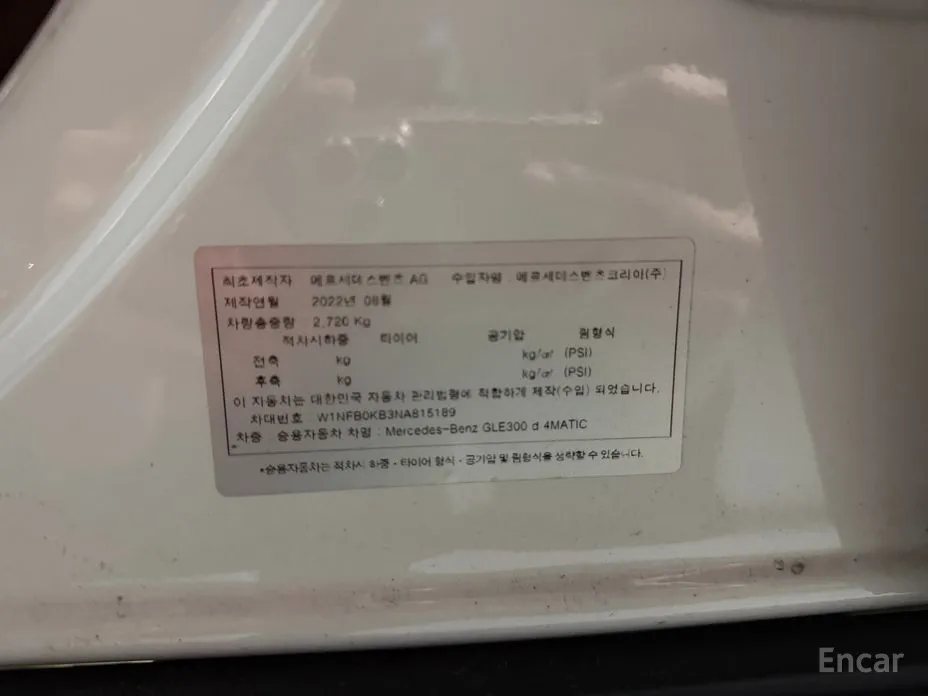 최초제작자 메르세데스벤츠 AG 수입자명 : 메르세데스벤츠코리아(주)
제작연월 2022년 08월
차량총중량 2,720 Kg
적차시하중 타이어 공기압 림형식
전축 kg kg/㎠ (PSI)
후축 kg kg/㎠ (PSI)
이 자동차는 대한민국 자동차 관리법령에 적합하게 제작(수입) 되었습니다.
차대번호 W1NFB0KB3NA815189
차종 : 승용자동차 차명 : Mercedes-Benz GLE300 d 4MATIC
*승용자동차는 적차시 하중 - 타이어 형식 - 공기압 및 림형식을 생략할 수 있습니다.
Encar